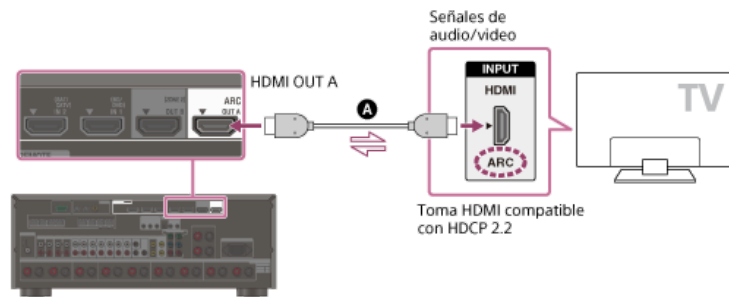 Señales de
audio/video
HDMI OUT A
ARC
OUT A
A
INPUT
HDMI
ARC
TV
Toma HDMI compatible
con HDCP 2.2